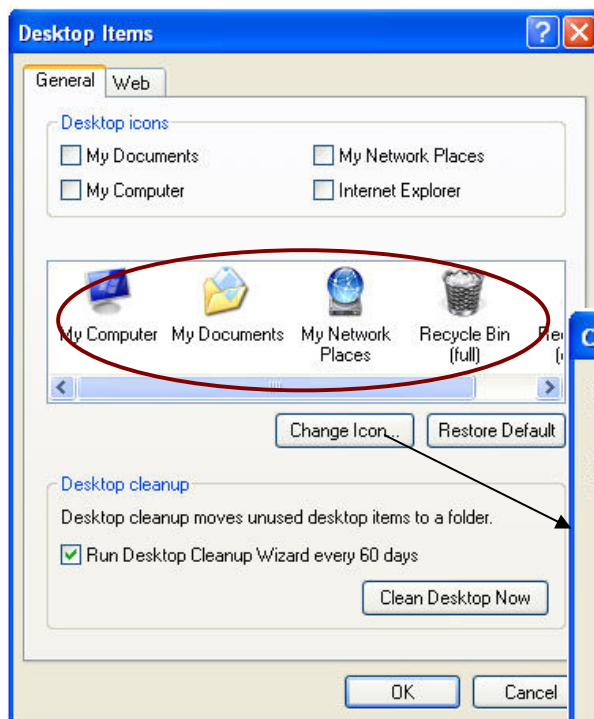 Desktop Items
General Web
Desktop icons
My Documents My Network Places
My Computer Internet Explorer
My Computer My Documents My Network Places Recycle Bin (full)
Change Icon... Restore Default
Desktop cleanup
Desktop cleanup moves unused desktop items to a folder.
Run Desktop Cleanup Wizard every 60 days
Clean Desktop Now
OK Cancel